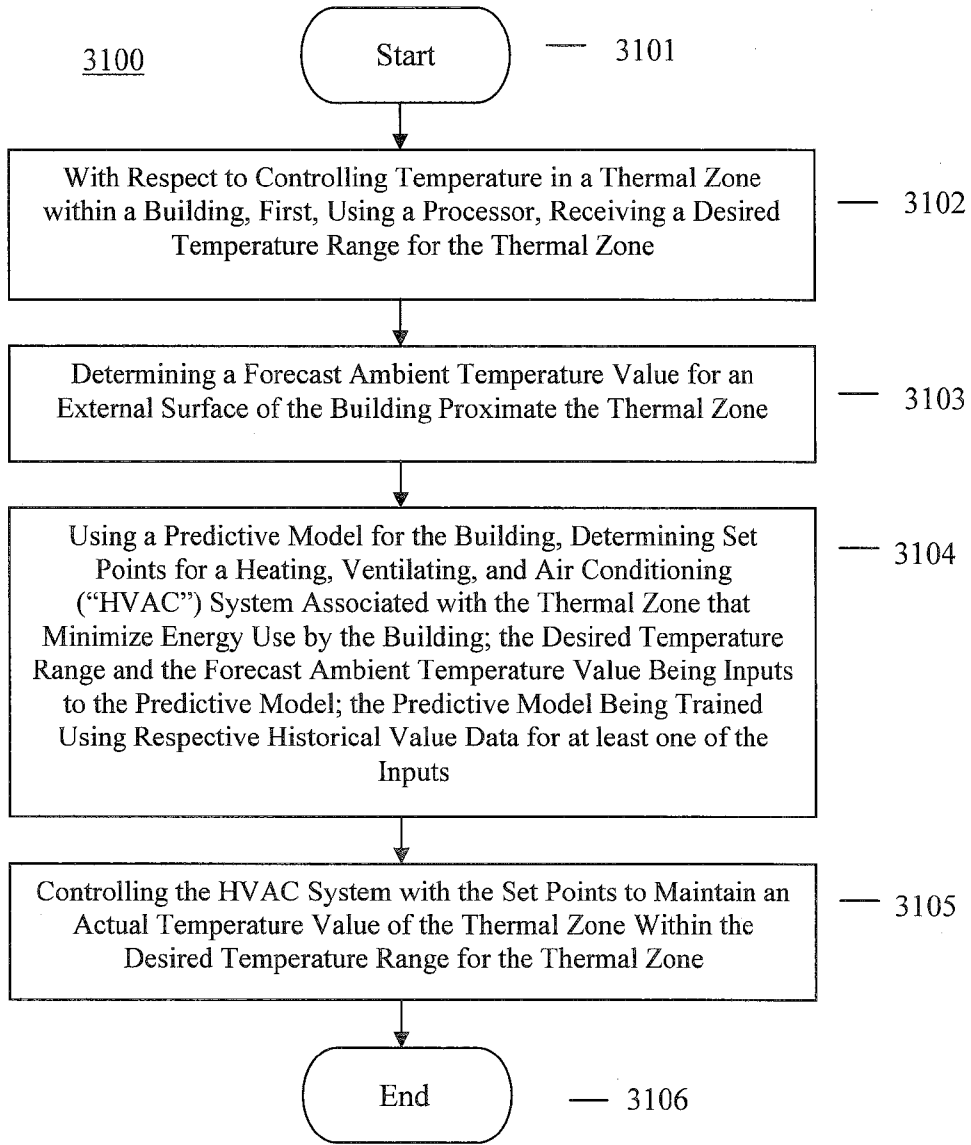 3100
Start
3101
With Respect to Controlling Temperature in a Thermal Zone
within a Building, First, Using a Processor, Receiving a Desired
Temperature Range for the Thermal Zone
3102
Determining a Forecast Ambient Temperature Value for an
External Surface of the Building Proximate the Thermal Zone
3103
Using a Predictive Model for the Building, Determining Set
Points for a Heating, Ventilating, and Air Conditioning
(“HVAC”) System Associated with the Thermal Zone that
Minimize Energy Use by the Building; the Desired Temperature
Range and the Forecast Ambient Temperature Value Being Inputs
to the Predictive Model; the Predictive Model Being Trained
Using Respective Historical Value Data for at least one of the
Inputs
3104
Controlling the HVAC System with the Set Points to Maintain an
Actual Temperature Value of the Thermal Zone Within the
Desired Temperature Range for the Thermal Zone
3105
End
3106